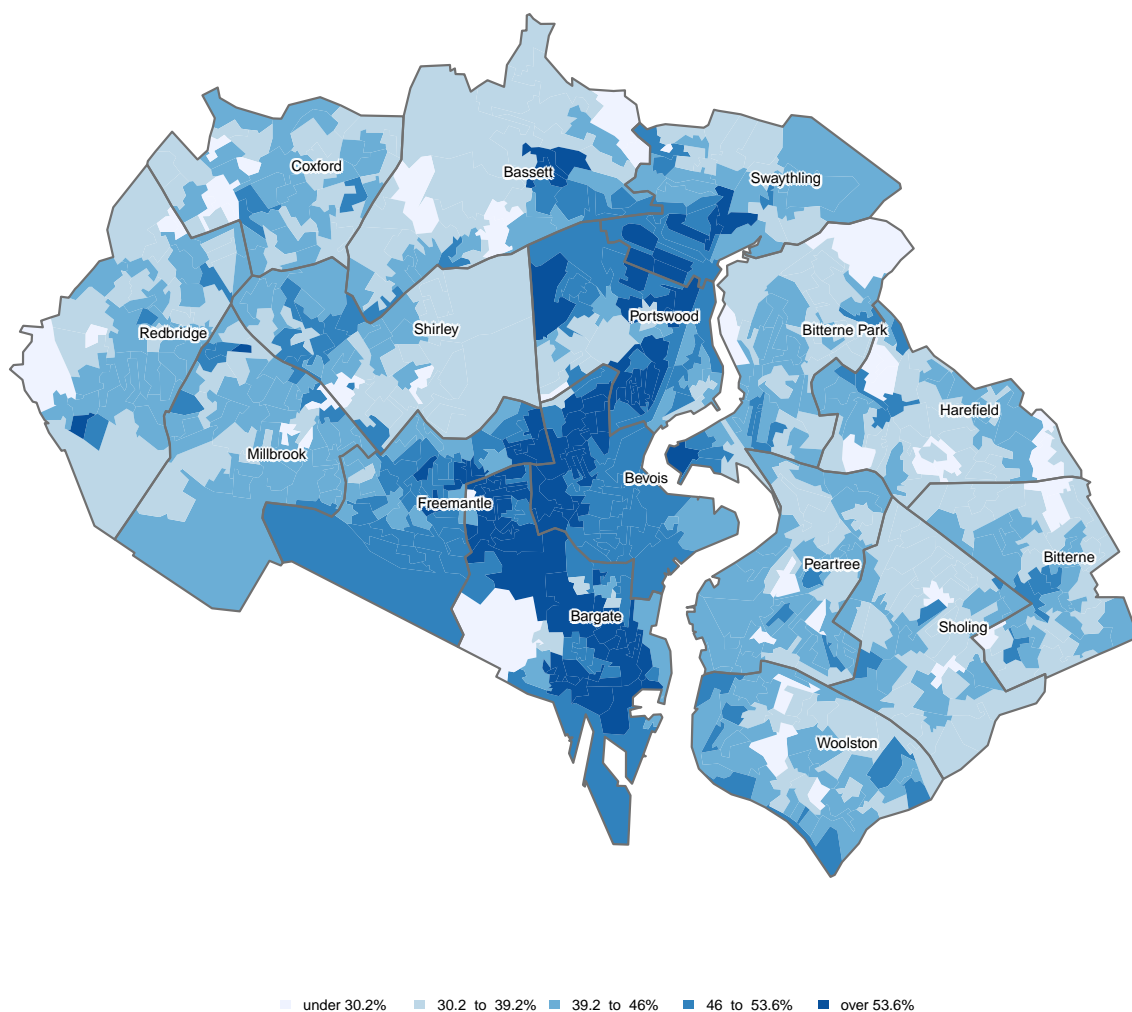 Coxford
Bassett
Swaythling
Portswood
Redbridge
Shirley
Bitterne Park
Harefield
Millbrook
Bevois
Freemantle
Peartree
Bitterne
Bargate
Sholing
Woolston
under 30.2% 30.2 to 39.2% 39.2 to 46% 46 to 53.6% over 53.6%